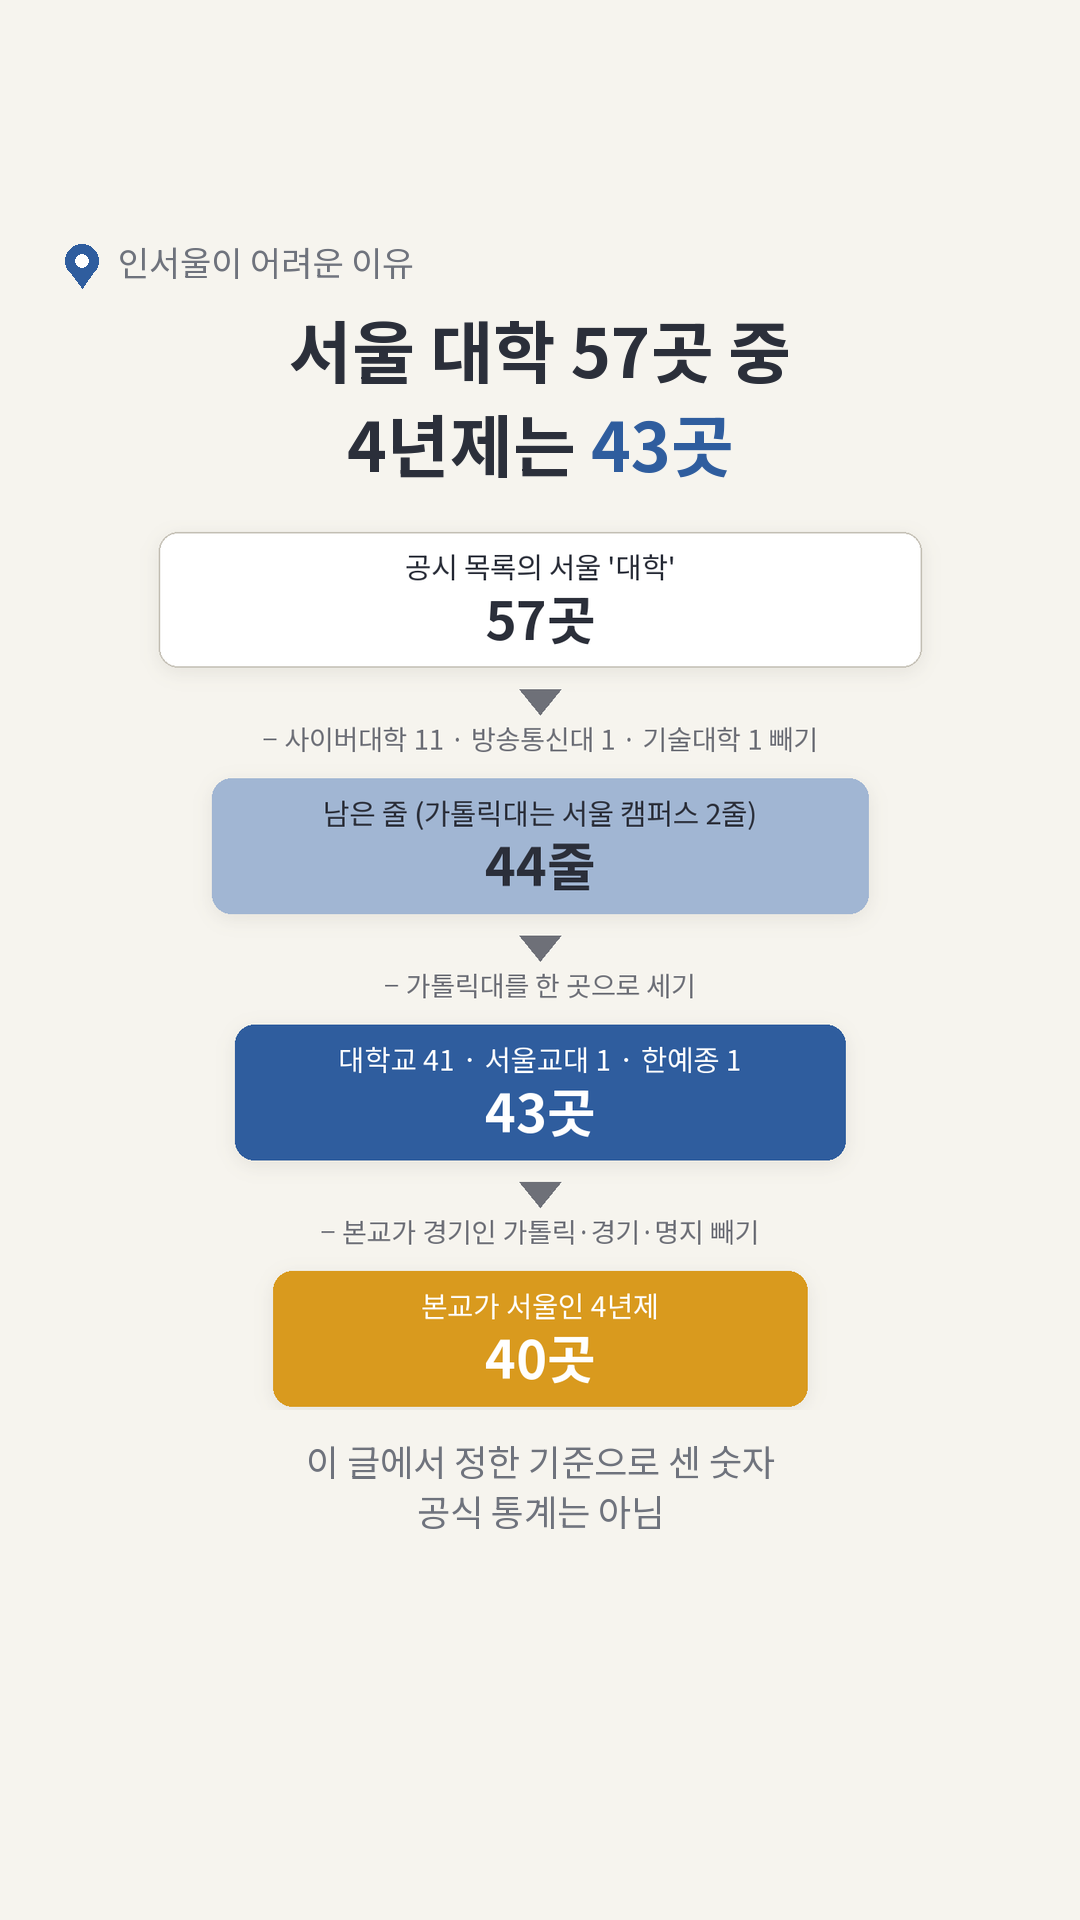 인서울이 어려운 이유
서울 대학 57곳 중
4년제는 43곳
공시 목록의 서울 '대학'
57곳
– 사이버대학 11 · 방송통신대 1 · 기술대학 1 빼기
남은 줄 (가톨릭대는 서울 캠퍼스 2줄)
44줄
– 가톨릭대를 한 곳으로 세기
대학교 41 · 서울교대 1 · 한예종 1
43곳
– 본교가 경기인 가톨릭·경기·명지 빼기
본교가 서울인 4년제
40곳
이 글에서 정한 기준으로 센 숫자
공식 통계는 아님